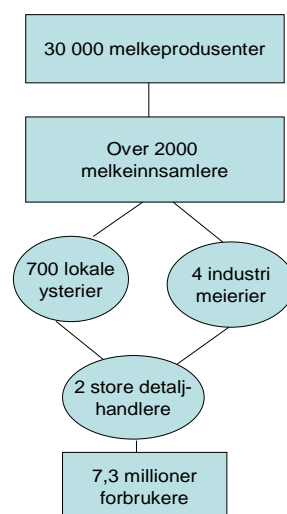 30 000 melkeprodusenter
Over 2000
melkeinnsamlere
700 lokale
ysterier
4 industri
meierier
2 store detalj-
handlere
7,3 millioner
forbrukere